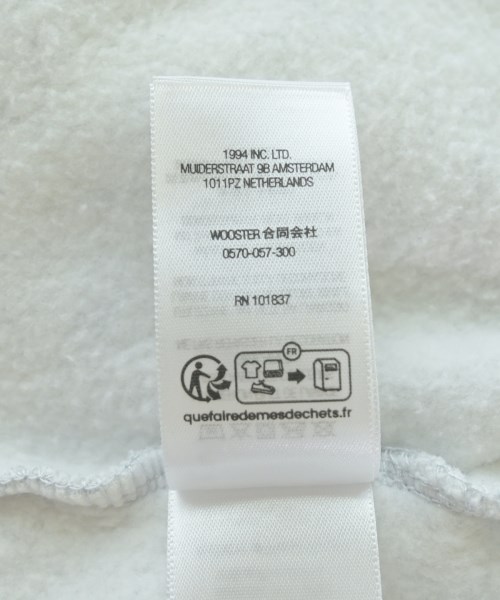 1994 INC. LTD.
MUIDERSTRAAT 9B AMSTERDAM
1011PZ NETHERLANDS
WOOSTER 合同会社
0570-057-300
RN 101837
FR
quefairedemesdechets.fr